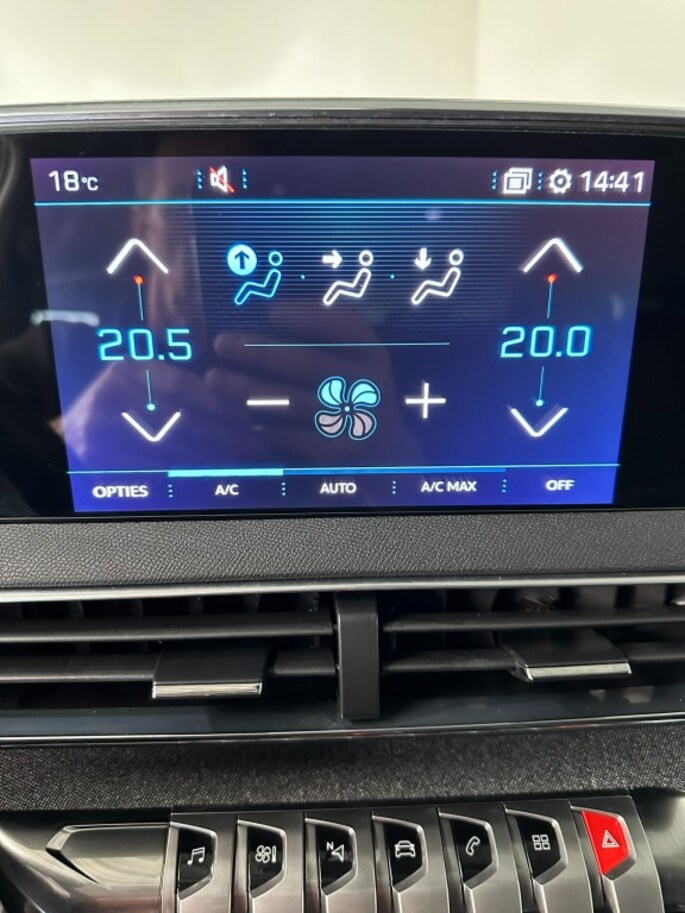 18°C 14:41
20.5 20.0
OPTIES A/C AUTO A/C MAX OFF
N